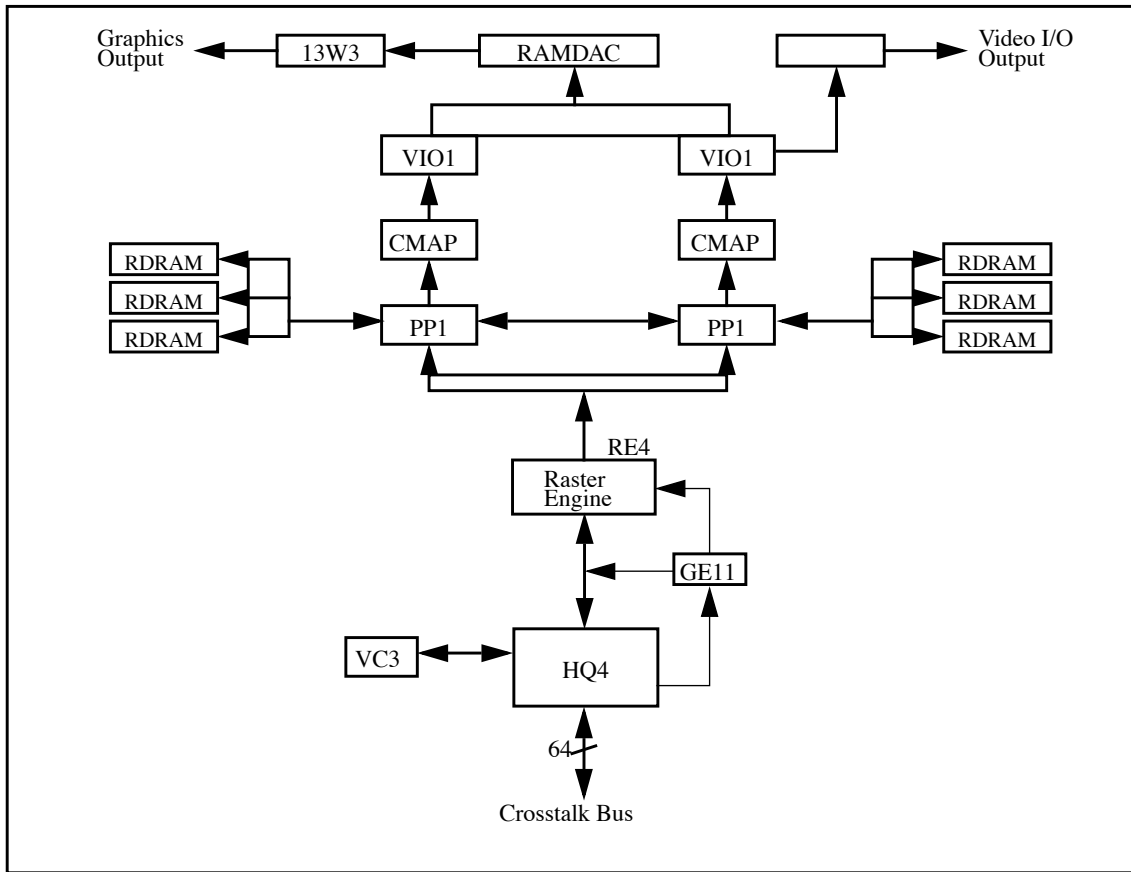 Graphics
Output
13W3
RAMDAC
Video I/O
Output
VIO1
VIO1
CMAP
CMAP
RDRAM
RDRAM
RDRAM
RDRAM
RDRAM
RDRAM
PP1
PP1
RE4
Raster
Engine
GE11
VC3
HQ4
64
Crosstalk Bus